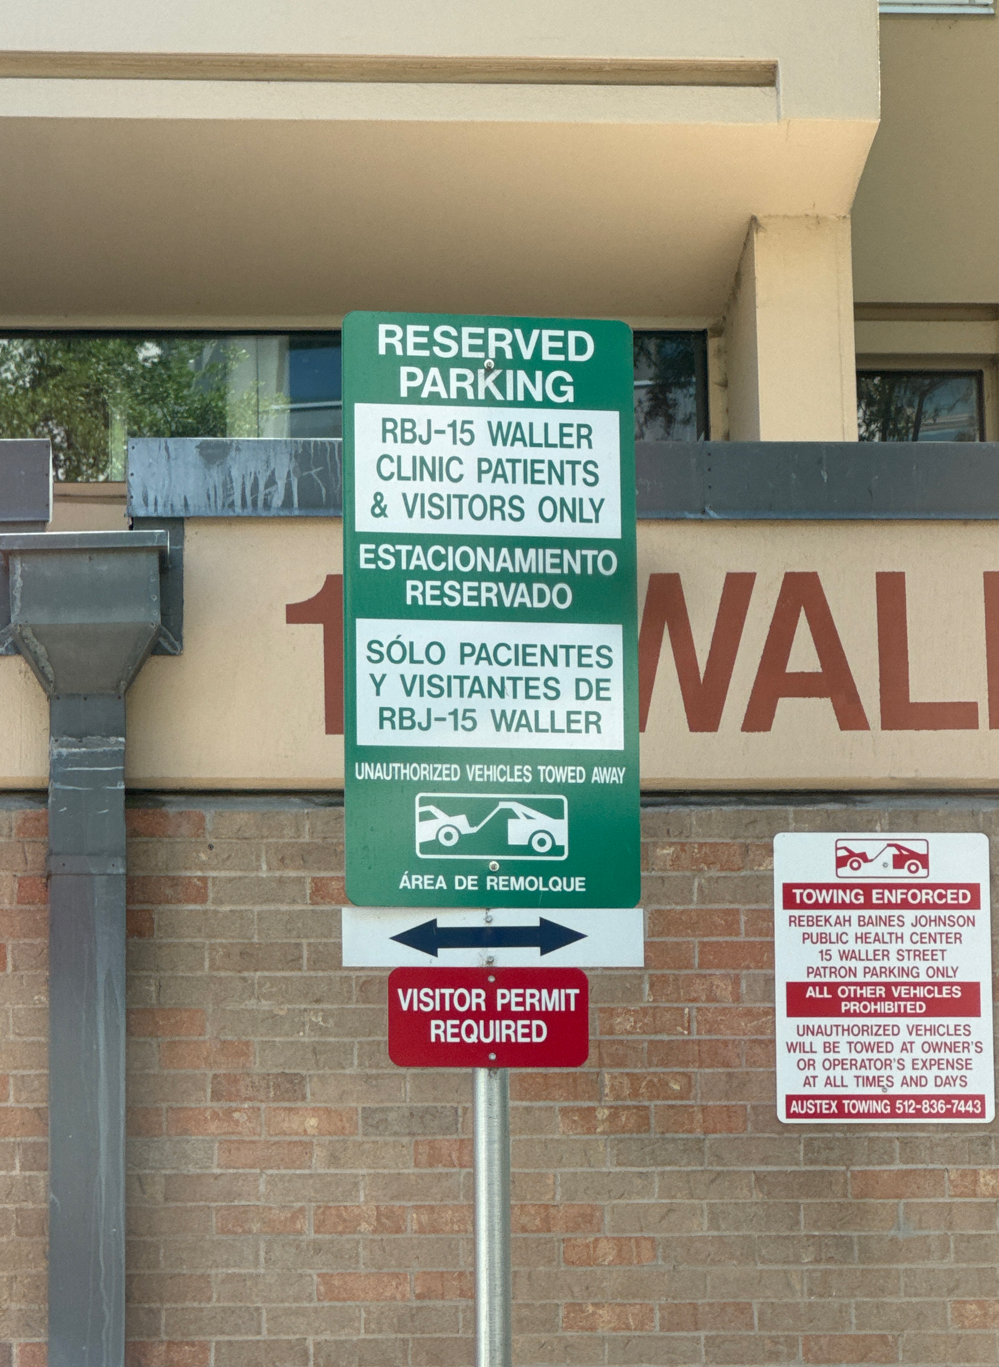 RESERVED
PARKING
RBJ-15 WALLER
CLINIC PATIENTS
& VISITORS ONLY
ESTACIONAMIENTO
RESERVADO
SÓLO PACIENTES
Y VISITANTES DE
RBJ-15 WALLER
UNAUTHORIZED VEHICLES TOWED AWAY
ÁREA DE REMOLQUE
VISITOR PERMIT
REQUIRED
1 WALL
TOWING ENFORCED
REBEKAH BAINES JOHNSON
PUBLIC HEALTH CENTER
15 WALLER STREET
PATRON PARKING ONLY
ALL OTHER VEHICLES
PROHIBITED
UNAUTHORIZED VEHICLES
WILL BE TOWED AT OWNER'S
OR OPERATOR'S EXPENSE
AT ALL TIMES AND DAYS
AUSTEX TOWING 512-836-7443